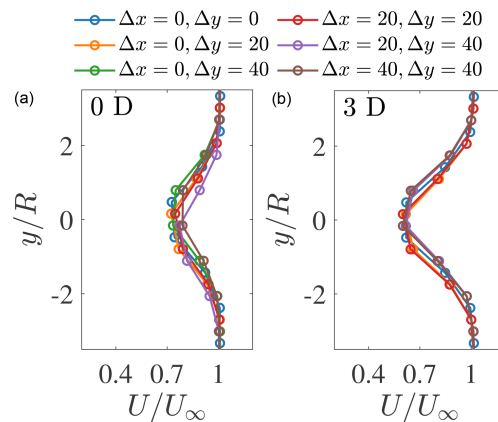 Δx = 0, Δy = 0
Δx = 20, Δy = 20
Δx = 0, Δy = 20
Δx = 20, Δy = 40
Δx = 0, Δy = 40
Δx = 40, Δy = 40
(a)
0 D
(b)
3 D
2
0
-2
y/R
2
0
-2
y/R
0.4 0.7 1
0.4 0.7 1
U/U∞
U/U∞